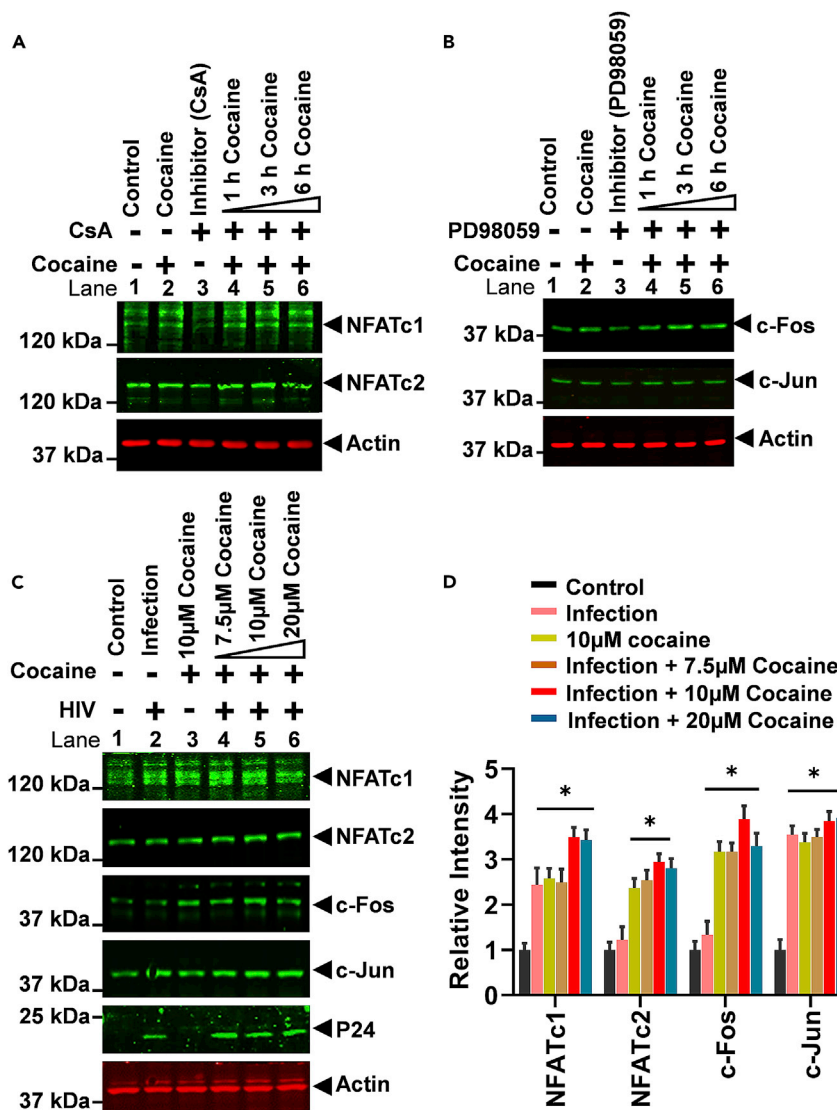 A
Control
Cocaine
Inhibitor (CsA)
1 h Cocaine
3 h Cocaine
6 h Cocaine
CsA - - + + + +
Cocaine - + - + + +
Lane 1 2 3 4 5 6
120 kDa NFATc1
120 kDa NFATc2
37 kDa Actin
B
Control
Cocaine
Inhibitor (PD98059)
1 h Cocaine
3 h Cocaine
6 h Cocaine
PD98059 - - + + + +
Cocaine - + - + + +
Lane 1 2 3 4 5 6
37 kDa c-Fos
37 kDa c-Jun
37 kDa Actin
C
Control
Infection
10µM Cocaine
7.5µM Cocaine
10µM Cocaine
20µM Cocaine
Cocaine - - + + + +
HIV - + - + + +
Lane 1 2 3 4 5 6
120 kDa NFATc1
120 kDa NFATc2
37 kDa c-Fos
37 kDa c-Jun
25 kDa P24
37 kDa Actin
D
Control
Infection
10µM cocaine
Infection + 7.5µM Cocaine
Infection + 10µM Cocaine
Infection + 20µM Cocaine
Relative Intensity
5
4
3
2
1
0
* * * *
NFATc1
NFATc2
c-Fos
c-Jun